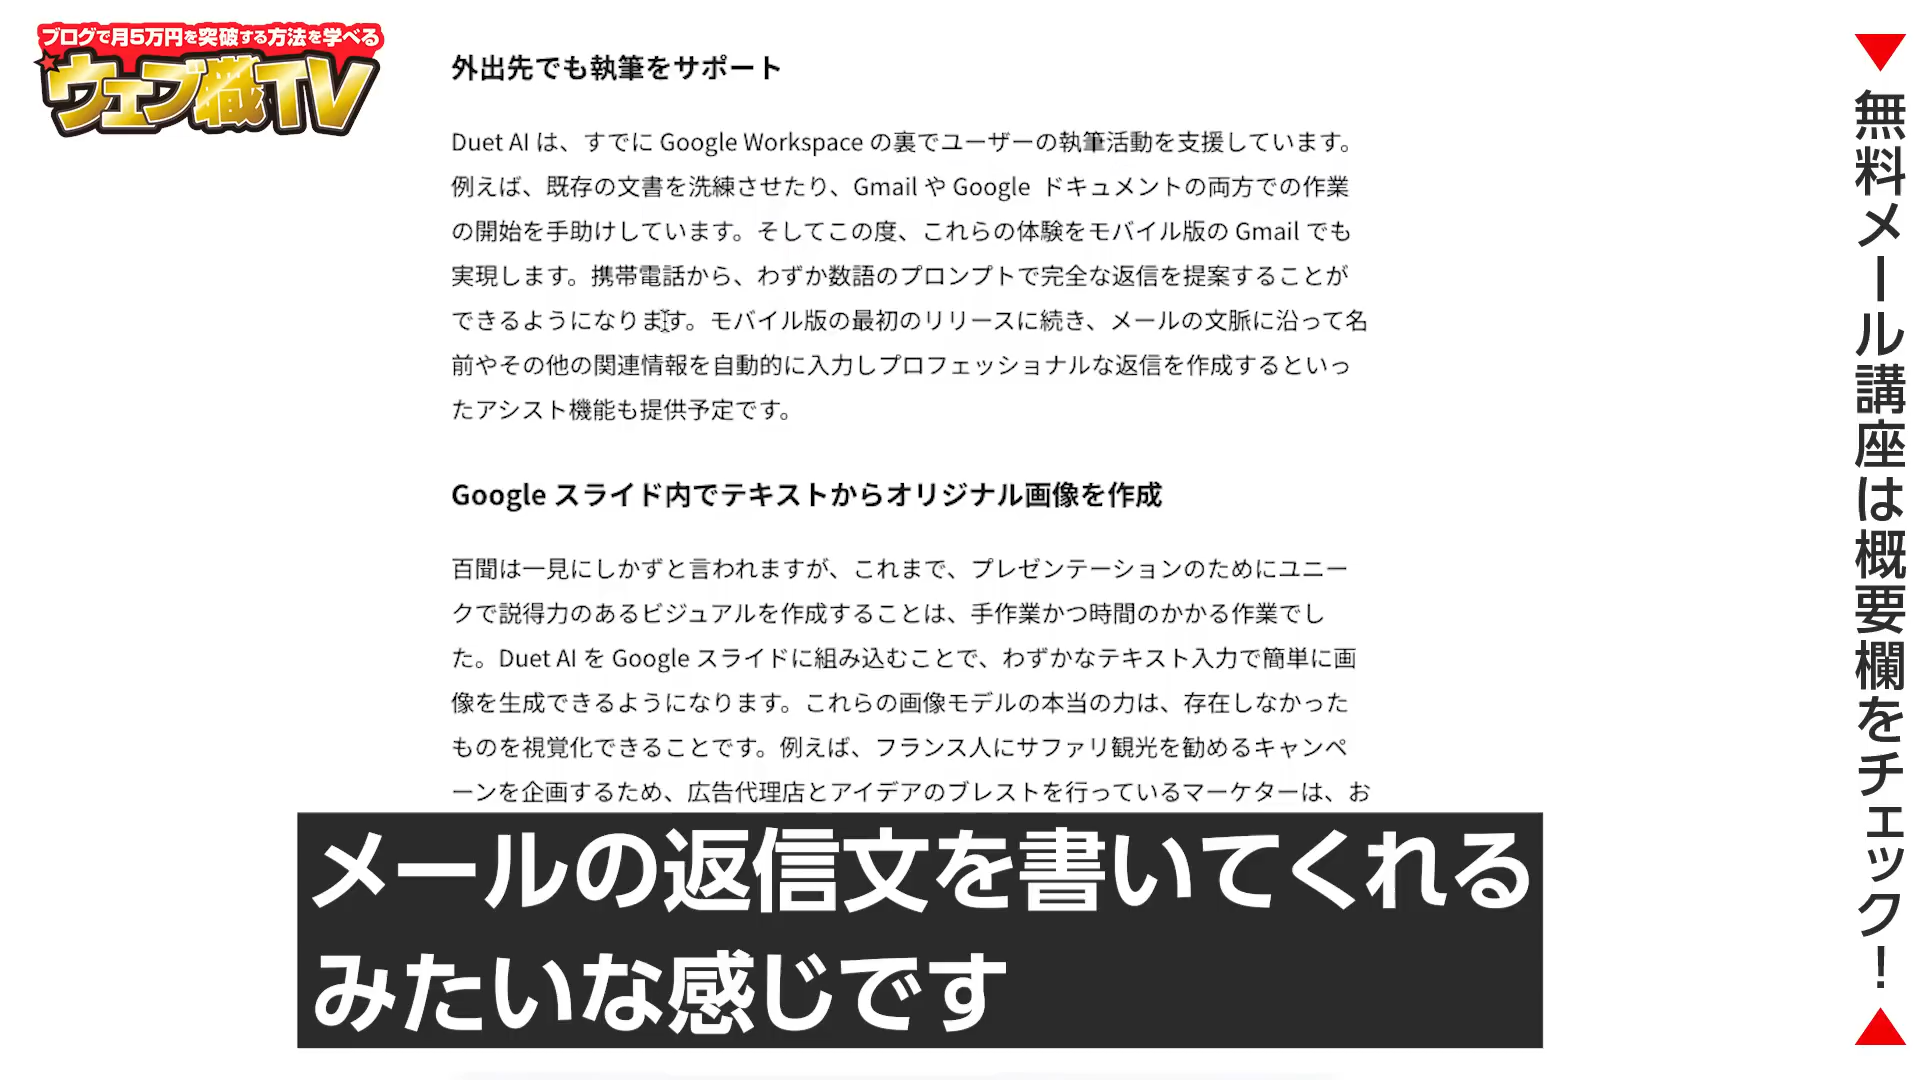 ブログで月5万円を突破する方法を学べる
ウェブ職TV
外出先でも執筆をサポート
Duet AI は、すでに Google Workspace の裏でユーザーの執筆活動を支援しています。
例えば、既存の文書を洗練させたり、Gmail や Google ドキュメントの両方での作業
の開始を手助けしています。そしてこの度、これらの体験をモバイル版の Gmail でも
実現します。携帯電話から、わずか数語のプロンプトで完全な返信を提案することが
できるようになります。モバイル版の最初のリリースに続き、メールの文脈に沿って名
前やその他の関連情報を自動的に入力しプロフェッショナルな返信を作成するといっ
たアシスト機能も提供予定です。
Google スライド内でテキストからオリジナル画像を作成
百聞は一見にしかずと言われますが、これまで、プレゼンテーションのためにユニー
クで説得力のあるビジュアルを作成することは、手作業かつ時間のかかる作業でし
た。Duet AI を Google スライドに組み込むことで、わずかなテキスト入力で簡単に画
像を生成できるようになります。これらの画像モデルの本当の力は、存在しなかった
ものを視覚化できることです。例えば、フランス人にサファリ観光を勧めるキャンペ
ーンを企画するため、広告代理店とアイデアのブレストを行っているマーケターは、お
メールの返信文を書いてくれる
みたいな感じです
▼無料メール講座は概要欄をチェック！▲